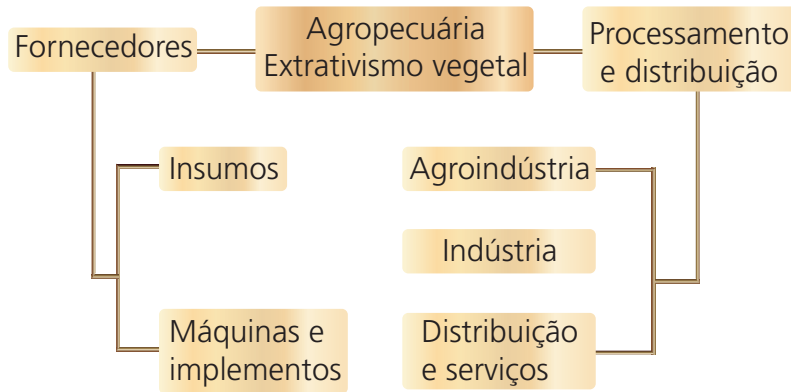 Fornecedores
Agropecuária
Extrativismo vegetal
Processamento
e distribuição
Insumos
Máquinas e
implementos
Agroindústria
Indústria
Distribuição
e serviços